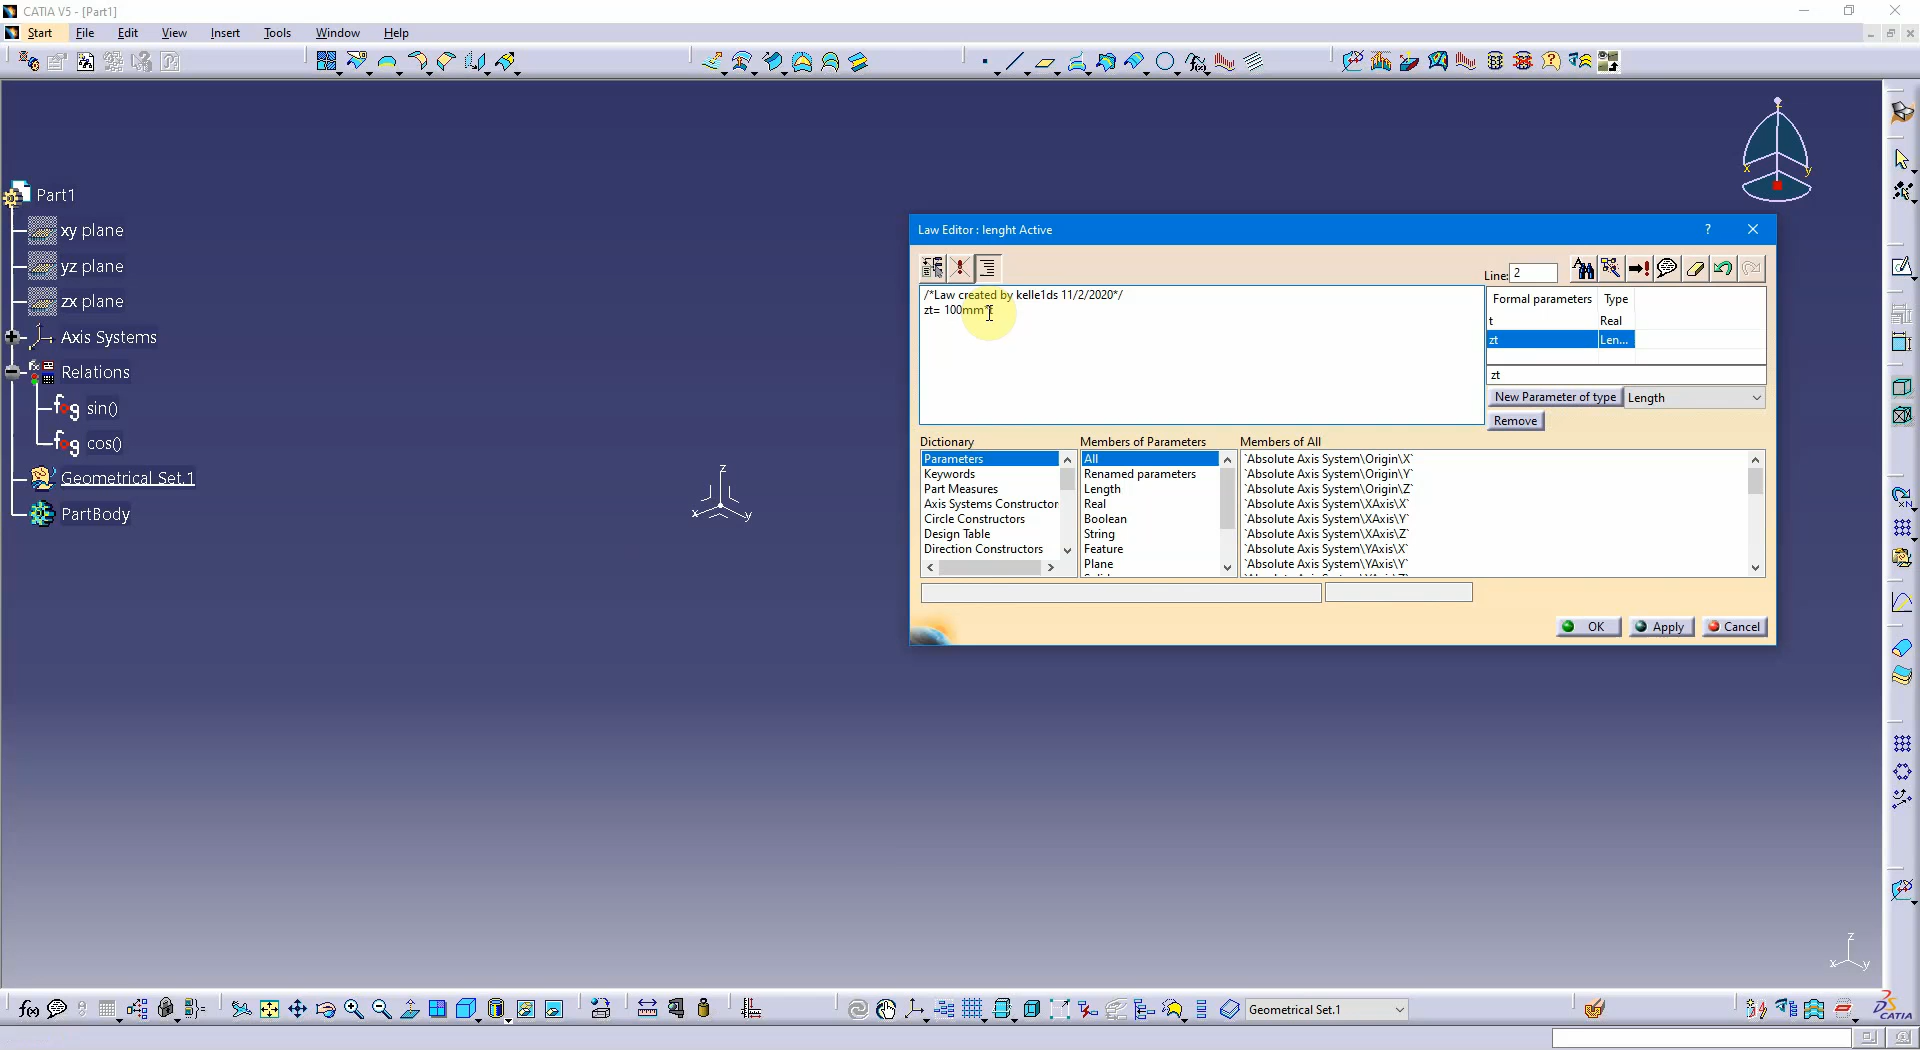 CATIA V5 - [Part1]
Start File Edit View Insert Tools Window Help
Part1
xy plane
yz plane
zx plane
Axis Systems
Relations
sin()
cos()
Geometrical Set.1
PartBody
z
x y
x y
Law Editor : lenght Active
Line: 2
/*Law created by kelle1ds 11/2/2020*/
zt= 100mm*t
Formal parameters Type
t Real
zt Len...
zt
New Parameter of type Length
Remove
Dictionary Members of Parameters Members of All
Parameters
Keywords
Part Measures
Axis Systems Constructor
Circle Constructors
Design Table
Direction Constructors
All
Renamed parameters
Length
Real
Boolean
String
Feature
Plane
`Absolute Axis System\Origin\X`
`Absolute Axis System\Origin\Y`
`Absolute Axis System\Origin\Z`
`Absolute Axis System\XAxis\X`
`Absolute Axis System\XAxis\Y`
`Absolute Axis System\XAxis\Z`
`Absolute Axis System\YAxis\X`
`Absolute Axis System\YAxis\Y`
OK Apply Cancel
z
x y
Geometrical Set.1
CATIA